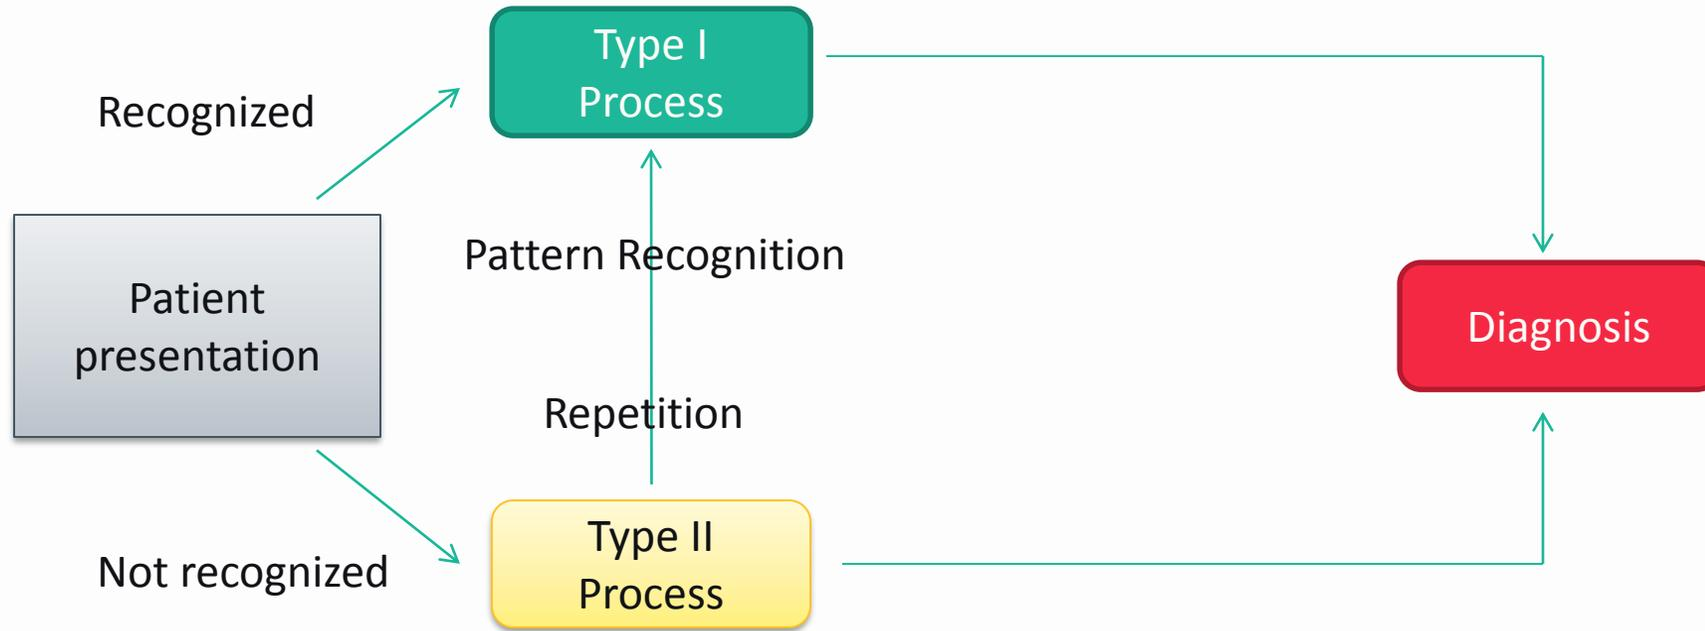 Type I
Process
Recognized
Patient
presentation
Pattern Recognition
Diagnosis
Repetition
Not recognized
Type II
Process